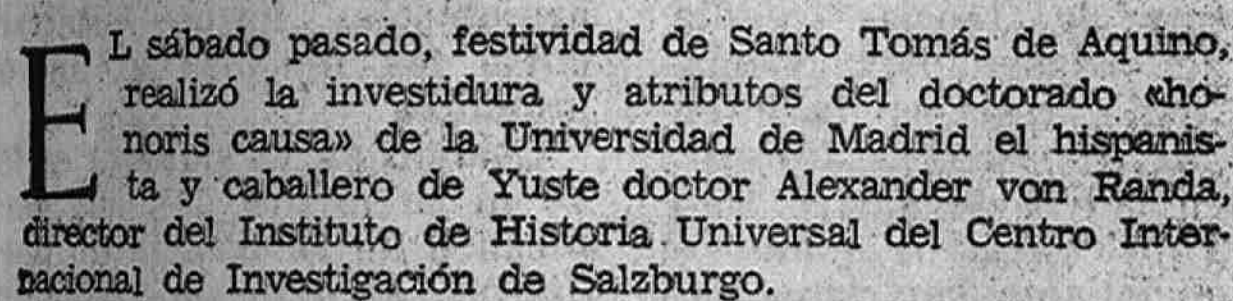 EL sábado pasado, festividad de Santo Tomás de Aquino,
realizó la investidura y atributos del doctorado «ho-
noris causa» de la Universidad de Madrid el hispanis-
ta y caballero de Yuste doctor Alexander von Randa,
director del Instituto de Historia Universal del Centro Inter-
nacional de Investigación de Salzburgo.